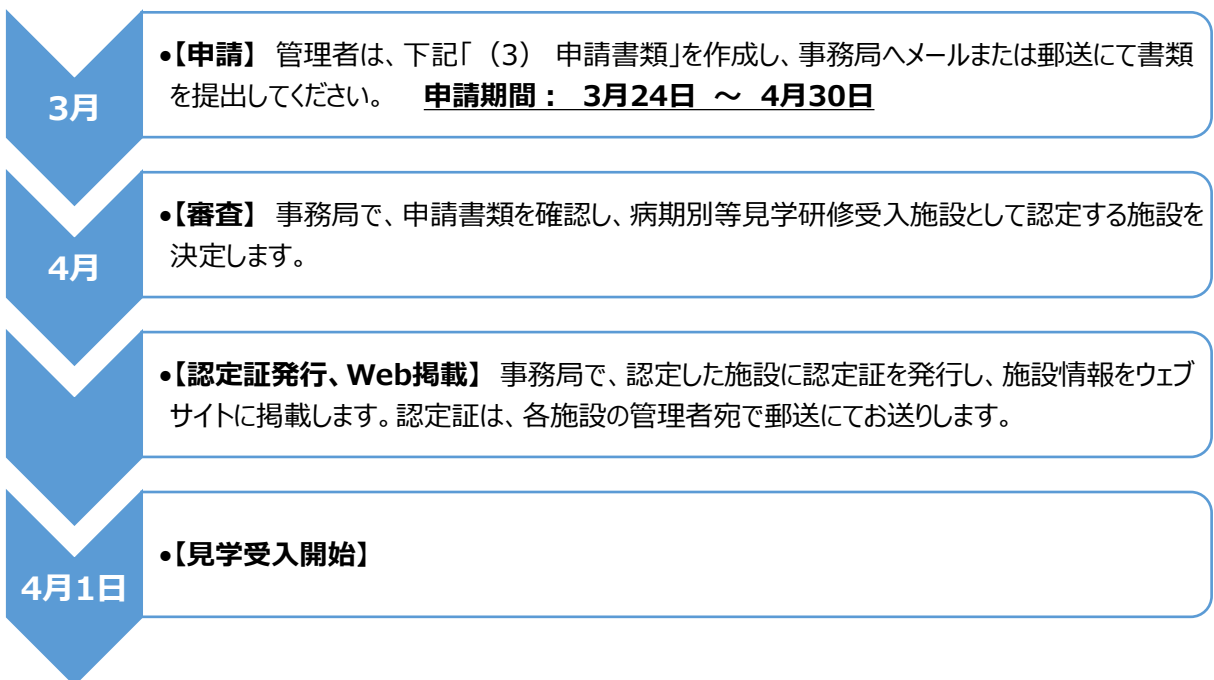 3月
•【申請】 管理者は、下記「（3） 申請書類」を作成し、事務局へメールまたは郵送にて書類
を提出してください。 申請期間： 3月24日 ～ 4月30日
4月
•【審査】 事務局で、申請書類を確認し、病期別等見学研修受入施設として認定する施設を
決定します。
•【認定証発行、Web掲載】 事務局で、認定した施設に認定証を発行し、施設情報をウェブ
サイトに掲載します。認定証は、各施設の管理者宛で郵送にてお送りします。
4月1日
•【見学受入開始】